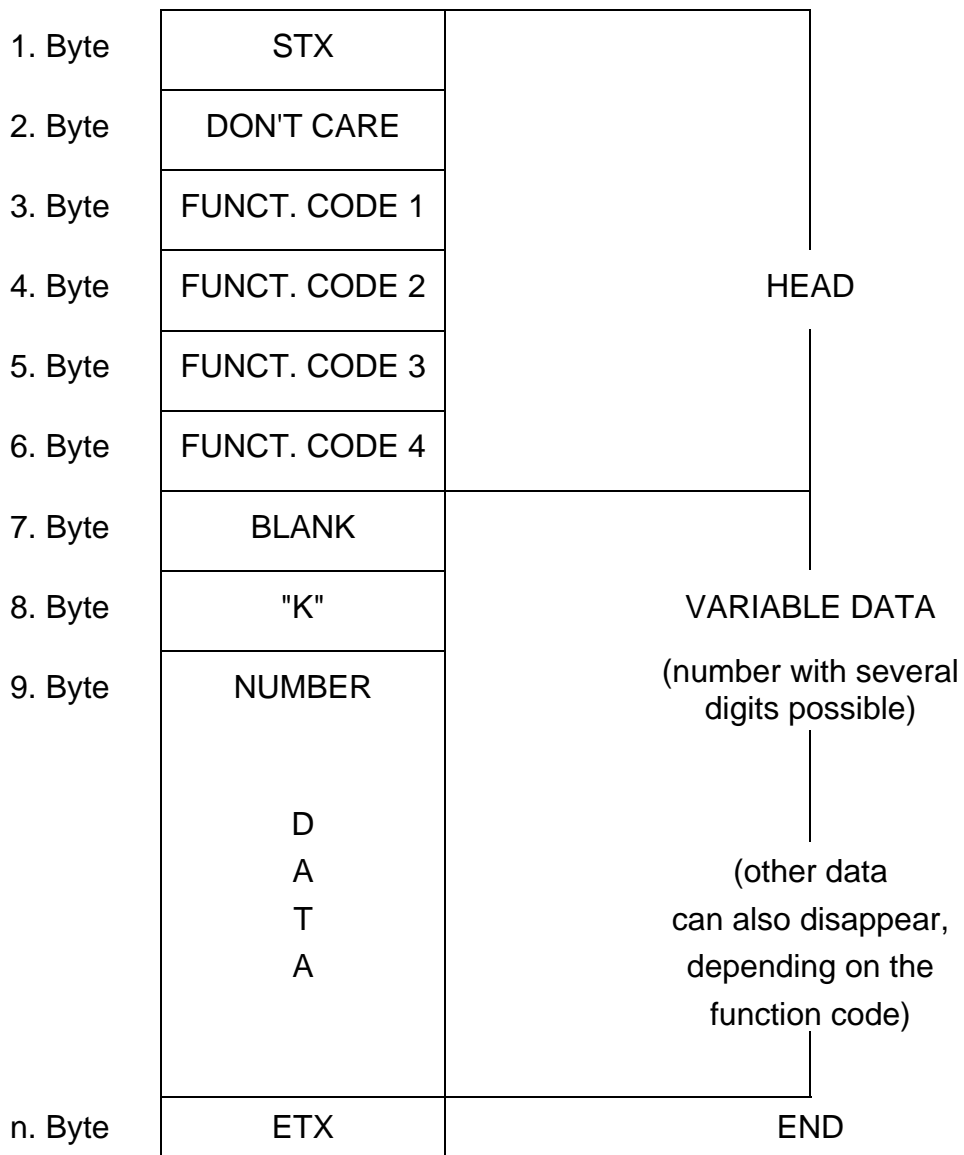 1. Byte STX
2. Byte DON'T CARE
3. Byte FUNCT. CODE 1
4. Byte FUNCT. CODE 2 HEAD
5. Byte FUNCT. CODE 3
6. Byte FUNCT. CODE 4
7. Byte BLANK
8. Byte "K" VARIABLE DATA
9. Byte NUMBER (number with several
digits possible)
D
A (other data
T can also disappear,
A depending on the
function code)
n. Byte ETX END